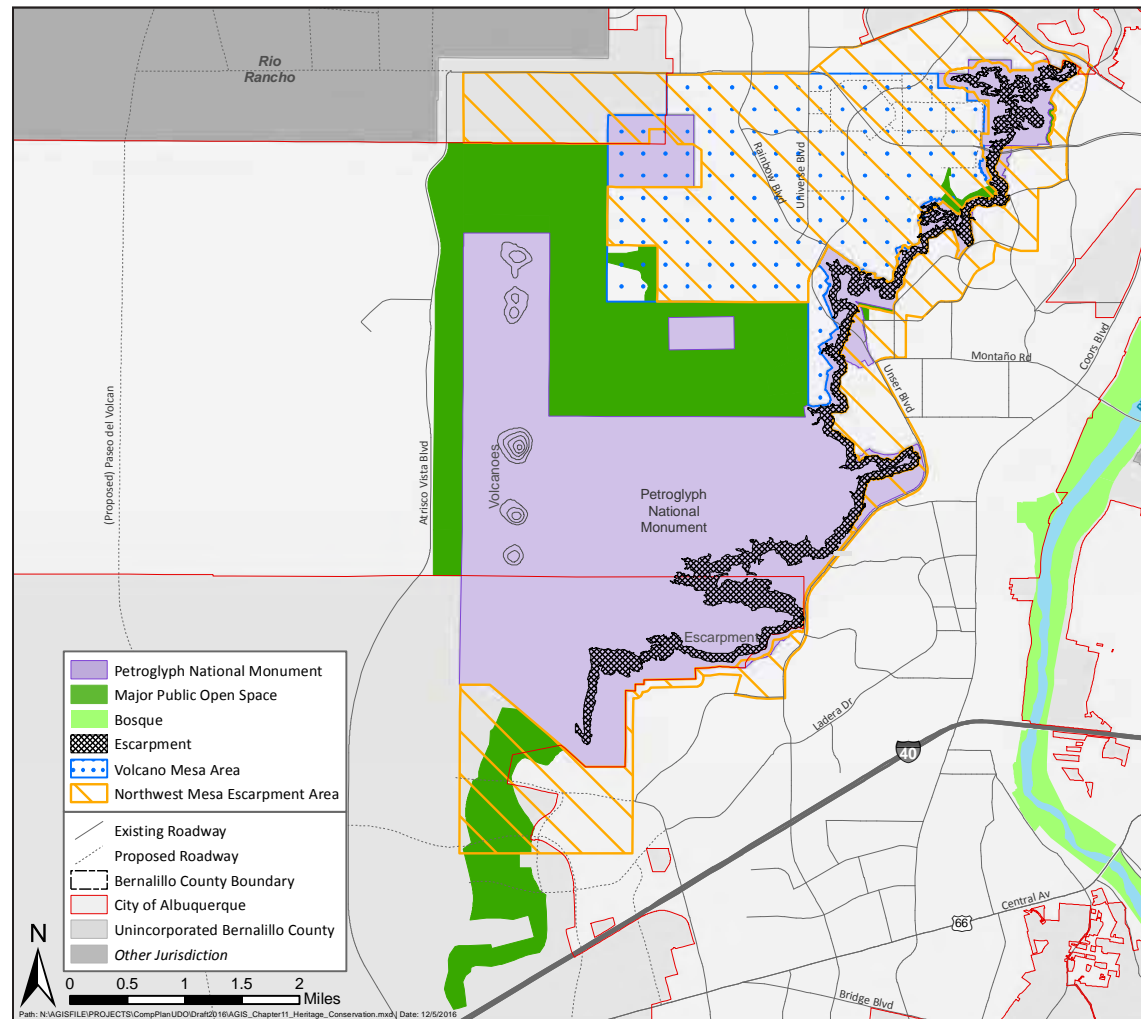 Rio
Rancho
Rainbow Blvd
Universe Blvd
Coors Blvd
Montaño Rd
Unser Blvd
(Proposed) Paseo del Volcan
Atrisco Vista Blvd
Volcanoes
Petroglyph
National
Monument
Escarpment
Ladera Dr
40
Central Av
66
Bridge Blvd
Petroglyph National Monument
Major Public Open Space
Bosque
Escarpment
Volcano Mesa Area
Northwest Mesa Escarpment Area
Existing Roadway
Proposed Roadway
Bernalillo County Boundary
City of Albuquerque
Unincorporated Bernalillo County
Other Jurisdiction
N
0 0.5 1 1.5 2
Miles
Path: N:\AGISFILE\PROJECTS\CompPlanUDO\Draft2016\AGIS_Chapter11_Heritage_Conservation.mxd | Date: 12/5/2016